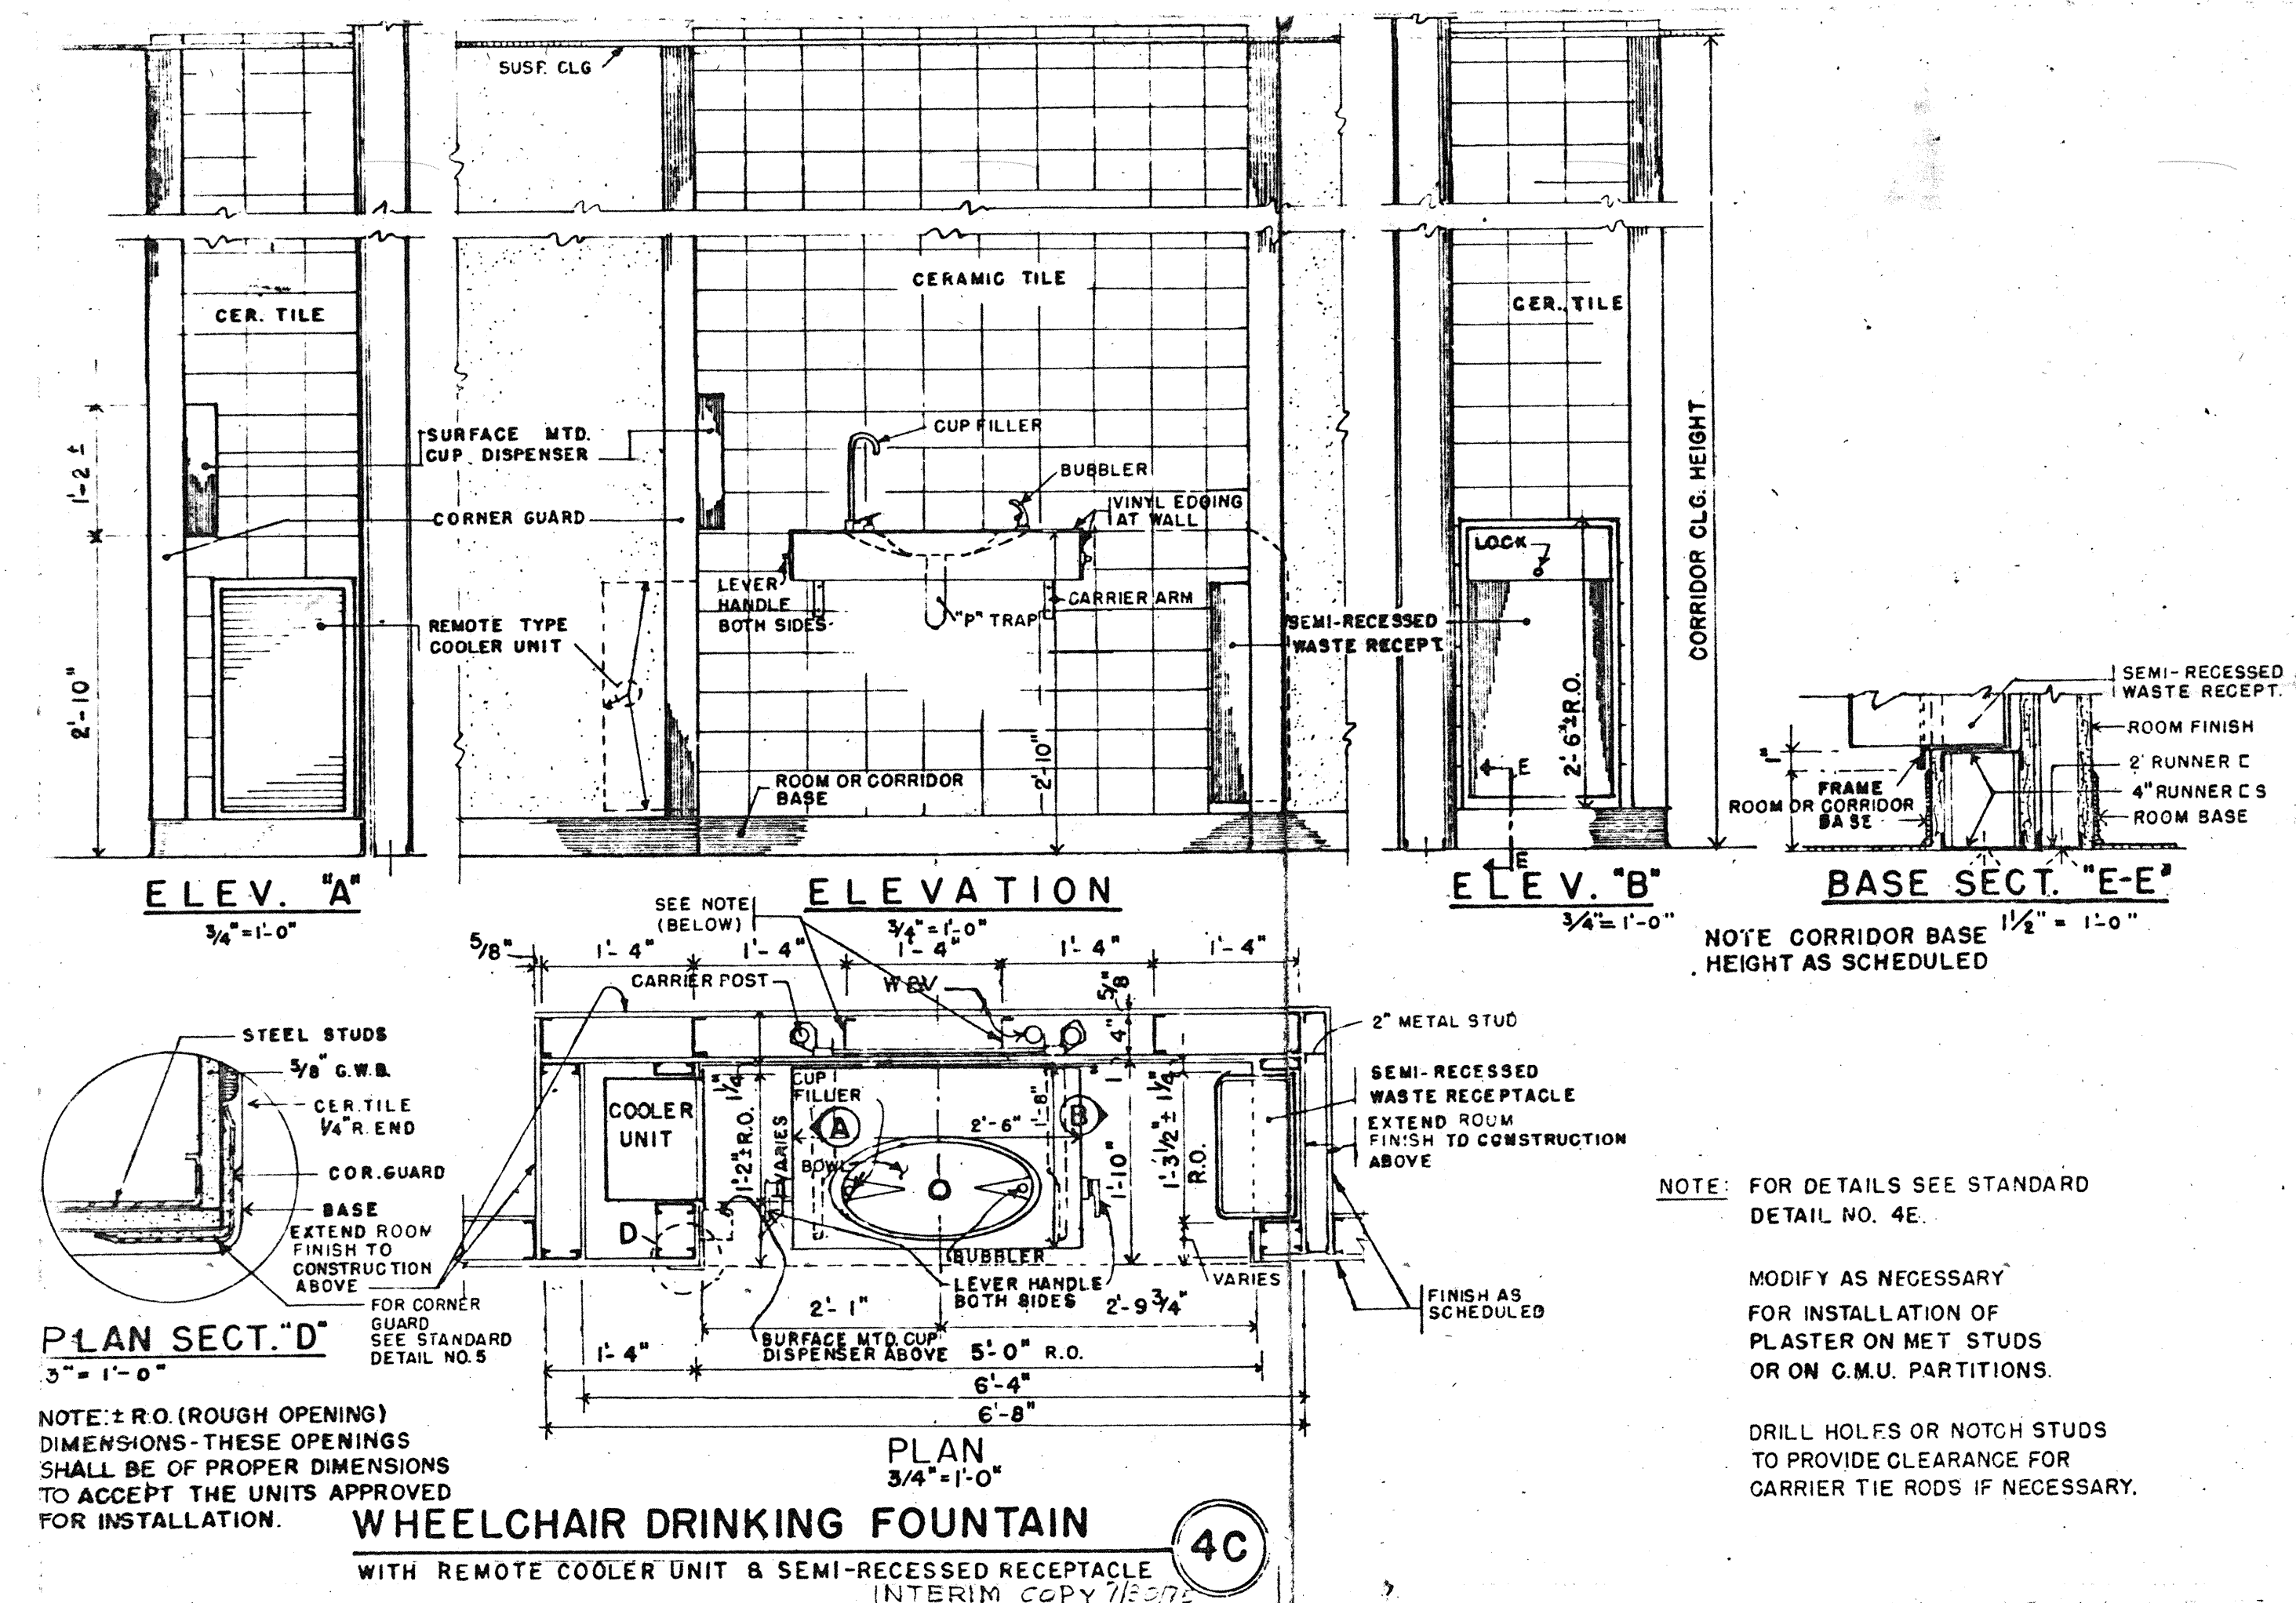 SUSP. CLG
CERAMIC TILE
CER. TILE
CER. TILE
CORRIDOR CLG. HEIGHT
1'-2 ±
2'-10"
SURFACE MTD.
CUP DISPENSER
CORNER GUARD
REMOTE TYPE
COOLER UNIT
CUP FILLER
BUBBLER
VINYL EDGING
AT WALL
LEVER
HANDLE
BOTH SIDES
"P" TRAP
CARRIER ARM
SEMI-RECESSED
WASTE RECEPT.
ROOM OR CORRIDOR
BASE
2'-10"
LOCK
2'-6"± R.O.
E
E
SEMI-RECESSED
WASTE RECEPT.
ROOM FINISH
2" RUNNER C
4" RUNNER C S
ROOM BASE
1"
FRAME
ROOM OR CORRIDOR
BASE
ELEV. "A"
3/4"=1'-0"
ELEVATION
3/4"=1'-0"
ELEV. "B"
3/4"=1'-0"
BASE SECT. "E-E"
1 1/2" = 1'-0"
NOTE CORRIDOR BASE
HEIGHT AS SCHEDULED
SEE NOTE
(BELOW)
5/8"
1'-4"
1'-4"
1'-4"
1'-4"
1'-4"
CARRIER POST
5/8
4"
2" METAL STUD
SEMI-RECESSED
WASTE RECEPTACLE
EXTEND ROOM
FINISH TO CONSTRUCTION
ABOVE
COOLER
UNIT
1 1/4"
1'-2"± R.O.
VARIES
CUP
FILLER
A
BOWL
2'-6"
1'-8"
B
1"
1'-10"
1 1/4"
1'-3 1/2"±
R.O.
D
BUBBLER
LEVER HANDLE
BOTH SIDES
VARIES
FINISH AS
SCHEDULED
2'-1"
2'-9 3/4"
SURFACE MTD. CUP
DISPENSER ABOVE
1'-4"
5'-0" R.O.
6'-4"
6'-8"
PLAN
3/4"=1'-0"
STEEL STUDS
5/8" G.W.B.
CER. TILE
1/4" R. END
COR. GUARD
BASE
EXTEND ROOM
FINISH TO
CONSTRUCTION
ABOVE
FOR CORNER
GUARD
SEE STANDARD
DETAIL NO. 5
PLAN SECT. "D"
3"= 1'-0"
NOTE: ± R.O. (ROUGH OPENING)
DIMENSIONS-THESE OPENINGS
SHALL BE OF PROPER DIMENSIONS
TO ACCEPT THE UNITS APPROVED
FOR INSTALLATION.
NOTE: FOR DETAILS SEE STANDARD
DETAIL NO. 4E.
MODIFY AS NECESSARY
FOR INSTALLATION OF
PLASTER ON MET STUDS
OR ON C.M.U. PARTITIONS.
DRILL HOLES OR NOTCH STUDS
TO PROVIDE CLEARANCE FOR
CARRIER TIE RODS IF NECESSARY.
WHEELCHAIR DRINKING FOUNTAIN
4C
WITH REMOTE COOLER UNIT & SEMI-RECESSED RECEPTACLE
INTERIM COPY